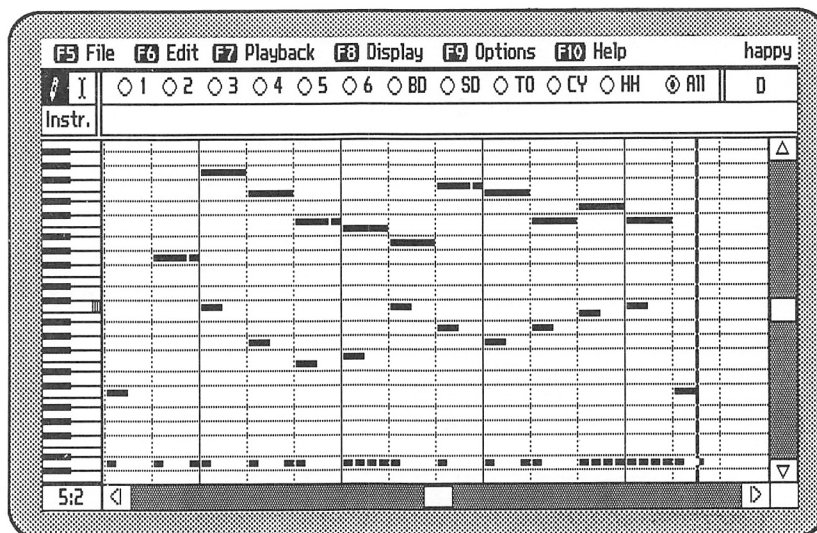 F5 File F6 Edit F7 Playback F8 Display F9 Options F10 Help happy
1 2 3 4 5 6 BD SD TO CY HH All D
Instr.
5:2